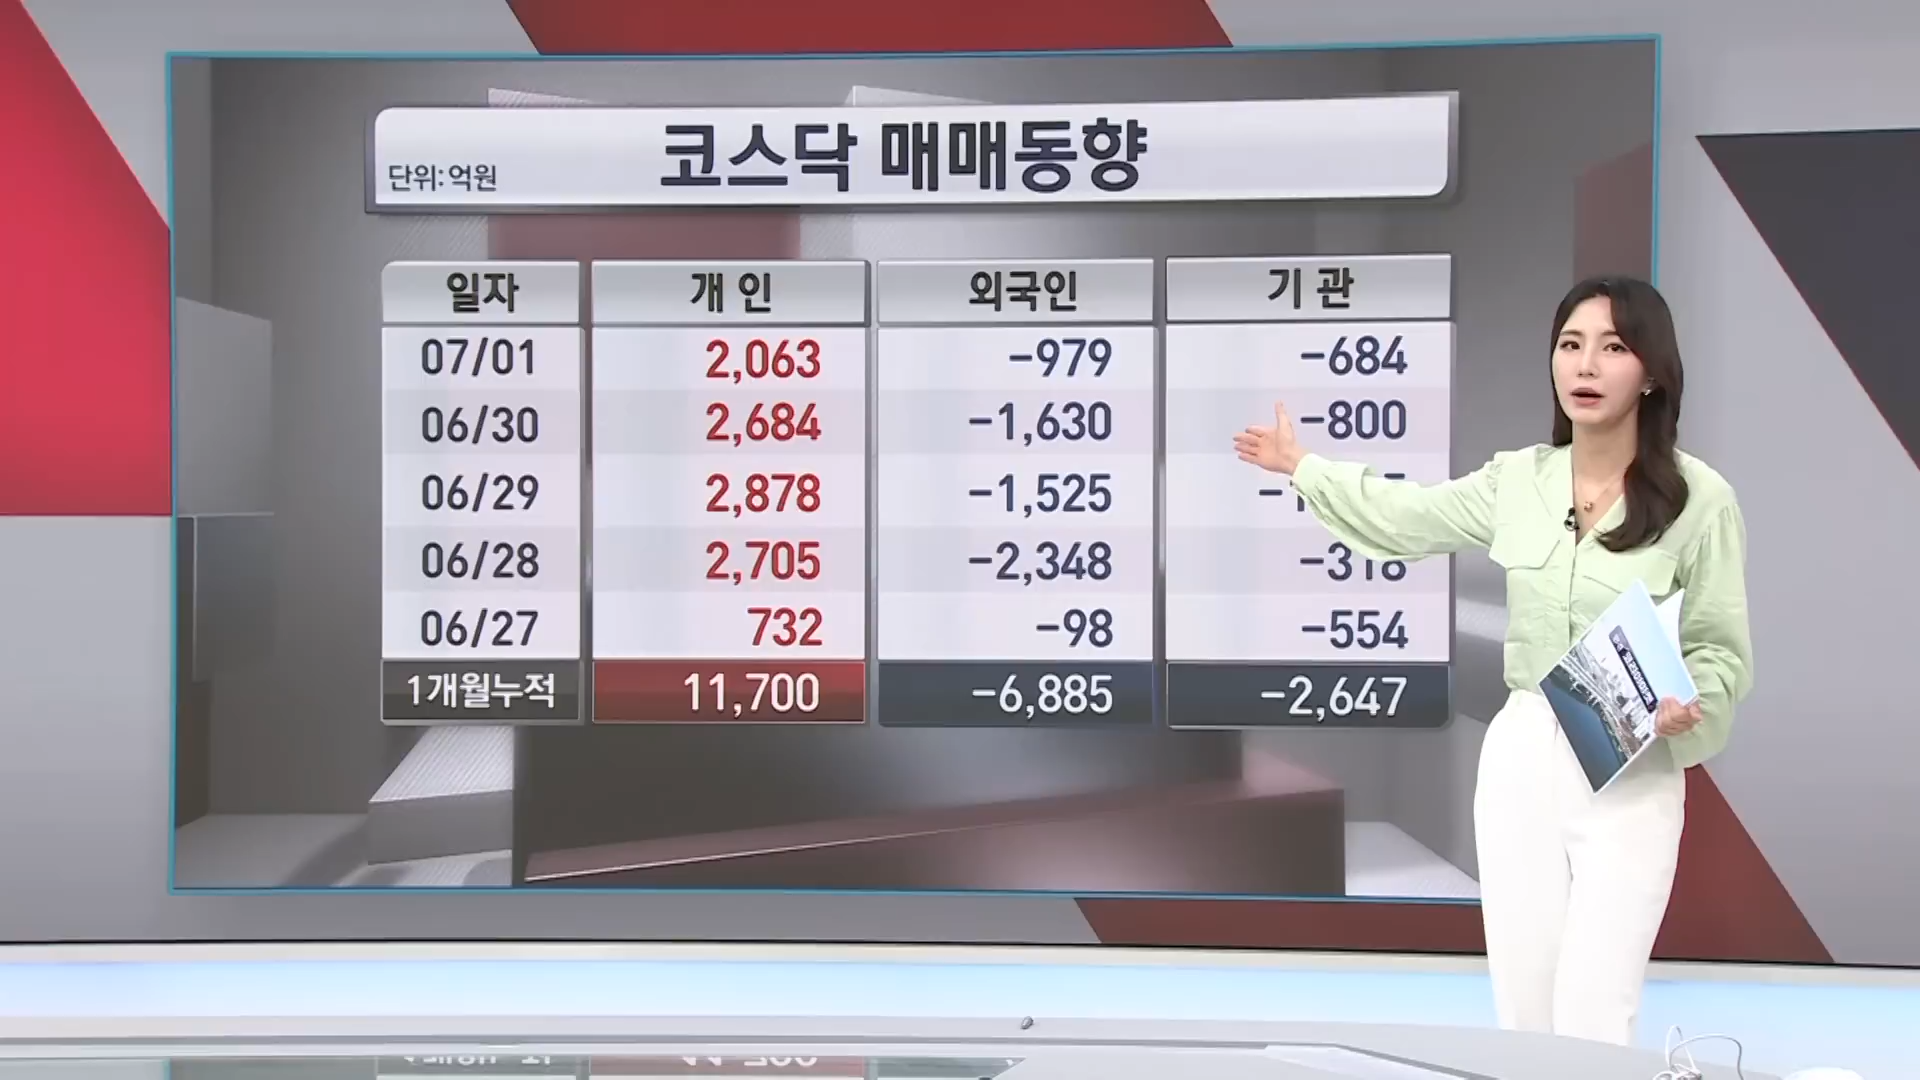 코스닥 매매동향
단위:억원
일자 개인 외국인 기관
07/01 2,063 -979 -684
06/30 2,684 -1,630 -800
06/29 2,878 -1,525
06/28 2,705 -2,348 -318
06/27 732 -98 -554
1개월누적 11,700 -6,885 -2,647